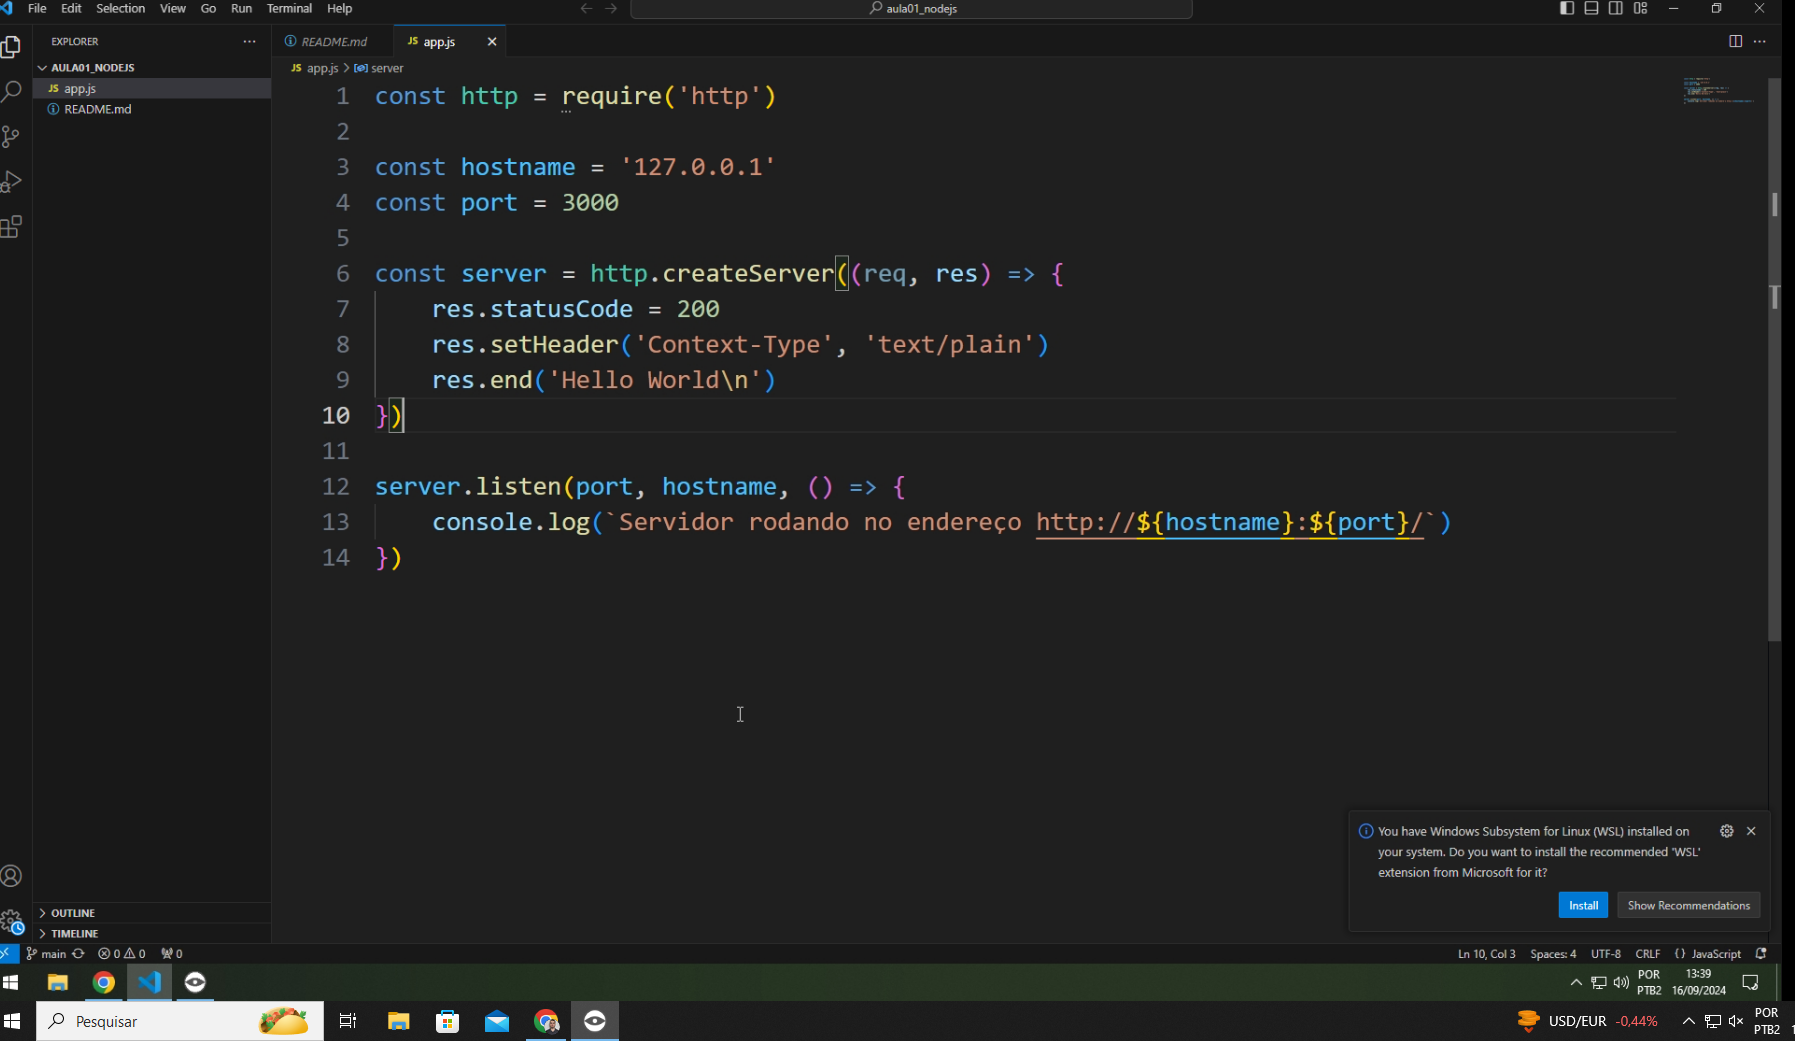 File Edit Selection View Go Run Terminal Help
aula01_nodejs
EXPLORER
AULA01_NODEJS
JS app.js
README.md
README.md
JS app.js
JS app.js > server
1 const http = require('http')
2
3 const hostname = '127.0.0.1'
4 const port = 3000
5
6 const server = http.createServer((req, res) => {
7 res.statusCode = 200
8 res.setHeader('Context-Type', 'text/plain')
9 res.end('Hello World\n')
10 })
11
12 server.listen(port, hostname, () => {
13 console.log(`Servidor rodando no endereço http://${hostname}:${port}/`)
14 })
You have Windows Subsystem for Linux (WSL) installed on
your system. Do you want to install the recommended 'WSL'
extension from Microsoft for it?
Install
Show Recommendations
OUTLINE
TIMELINE
main
0 0
0
Ln 10, Col 3
Spaces: 4
UTF-8
CRLF
{} JavaScript
POR
PTB2
13:39
16/09/2024
Pesquisar
USD/EUR -0,44%
POR
PTB2